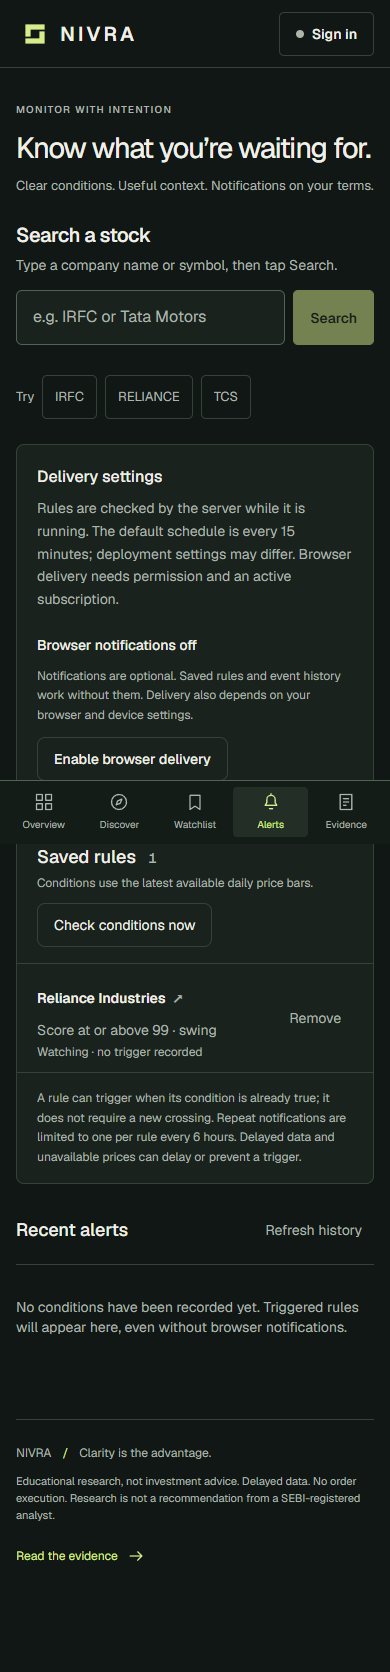 NIVRA
Sign in
MONITOR WITH INTENTION
Know what you’re waiting for.
Clear conditions. Useful context. Notifications on your terms.
Search a stock
Type a company name or symbol, then tap Search.
e.g. IRFC or Tata Motors
Search
Try IRFC RELIANCE TCS
Delivery settings
Rules are checked by the server while it is
running. The default schedule is every 15
minutes; deployment settings may differ. Browser
delivery needs permission and an active
subscription.
Browser notifications off
Notifications are optional. Saved rules and event history
work without them. Delivery also depends on your
browser and device settings.
Enable browser delivery
Overview Discover Watchlist Alerts Evidence
Saved rules 1
Conditions use the latest available daily price bars.
Check conditions now
Reliance Industries ↗
Score at or above 99 · swing
Watching · no trigger recorded
Remove
A rule can trigger when its condition is already true; it
does not require a new crossing. Repeat notifications are
limited to one per rule every 6 hours. Delayed data and
unavailable prices can delay or prevent a trigger.
Recent alerts
Refresh history
No conditions have been recorded yet. Triggered rules
will appear here, even without browser notifications.
NIVRA / Clarity is the advantage.
Educational research, not investment advice. Delayed data. No order
execution. Research is not a recommendation from a SEBI-registered
analyst.
Read the evidence →